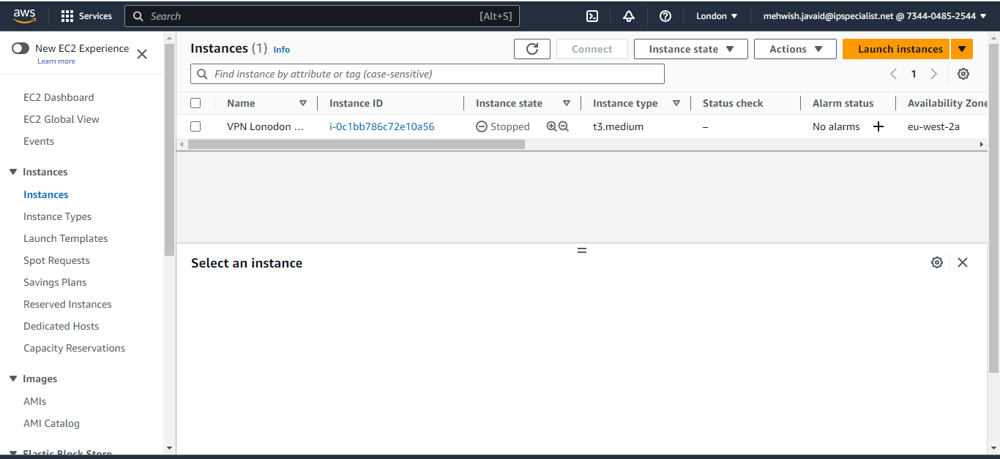 aws
Services
Search
[Alt+S]
London
mehwish.javaid@ipspecialist.net @ 7344-0485-2544
New EC2 Experience
Learn more
EC2 Dashboard
EC2 Global View
Events
Instances
Instances
Instance Types
Launch Templates
Spot Requests
Savings Plans
Reserved Instances
Dedicated Hosts
Capacity Reservations
Images
AMIs
AMI Catalog
Elastic Block Store
Instances (1) Info
Connect
Instance state
Actions
Launch instances
Find instance by attribute or tag (case-sensitive)
1
Name
Instance ID
Instance state
Instance type
Status check
Alarm status
Availability Zone
VPN Lonodon ...
i-0c1bb786c72e10a56
Stopped
t3.medium
–
No alarms
eu-west-2a
Select an instance